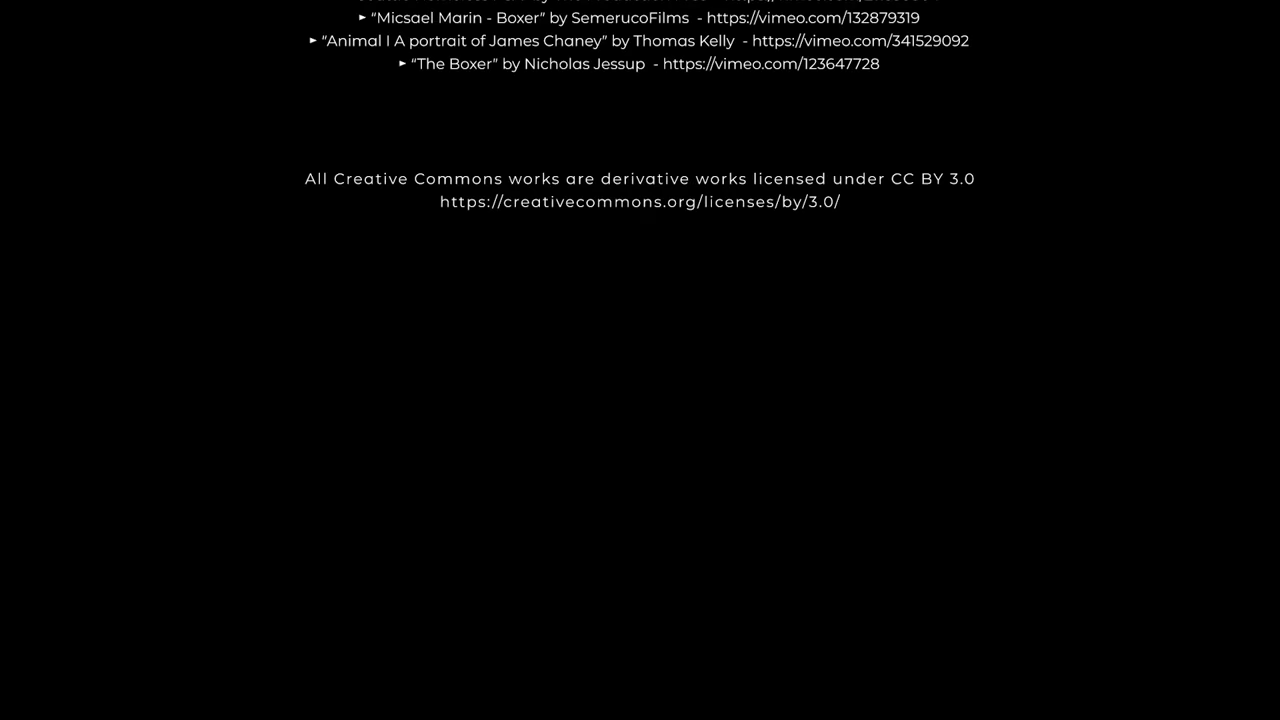 ► “Micsael Marin - Boxer” by SemerucoFilms - https://vimeo.com/132879319
► “Animal I A portrait of James Chaney” by Thomas Kelly - https://vimeo.com/341529092
► “The Boxer” by Nicholas Jessup - https://vimeo.com/123647728
All Creative Commons works are derivative works licensed under CC BY 3.0
https://creativecommons.org/licenses/by/3.0/